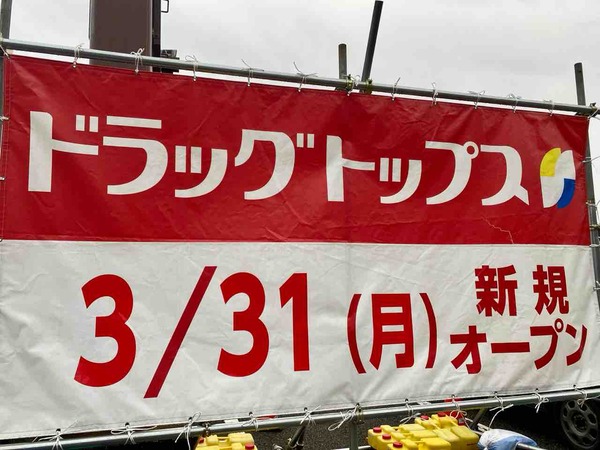 ドラッグトップス
3/31(月) 新規
オープン